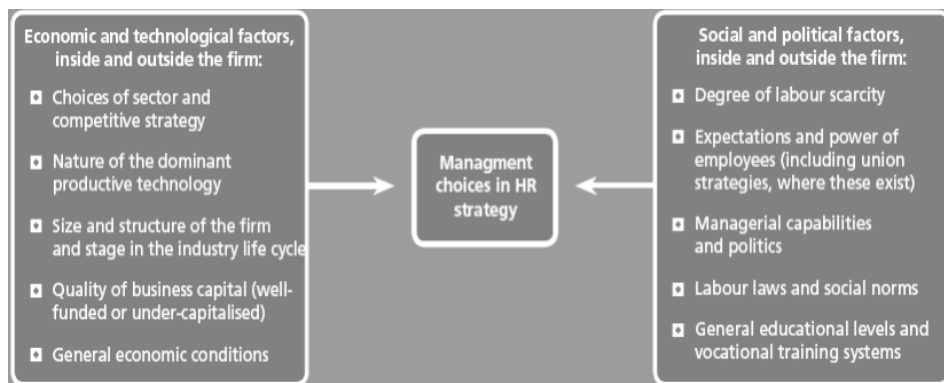 Economic and technological factors,
inside and outside the firm:
Choices of sector and
competitive strategy
Nature of the dominant
productive technology
Size and structure of the firm
and stage in the industry life cycle
Quality of business capital (well-
funded or under-capitalised)
General economic conditions
Managment
choices in HR
strategy
Social and political factors,
inside and outside the firm:
Degree of labour scarcity
Expectations and power of
employees (including union
strategies, where these exist)
Managerial capabilities
and politics
Labour laws and social norms
General educational levels and
vocational training systems